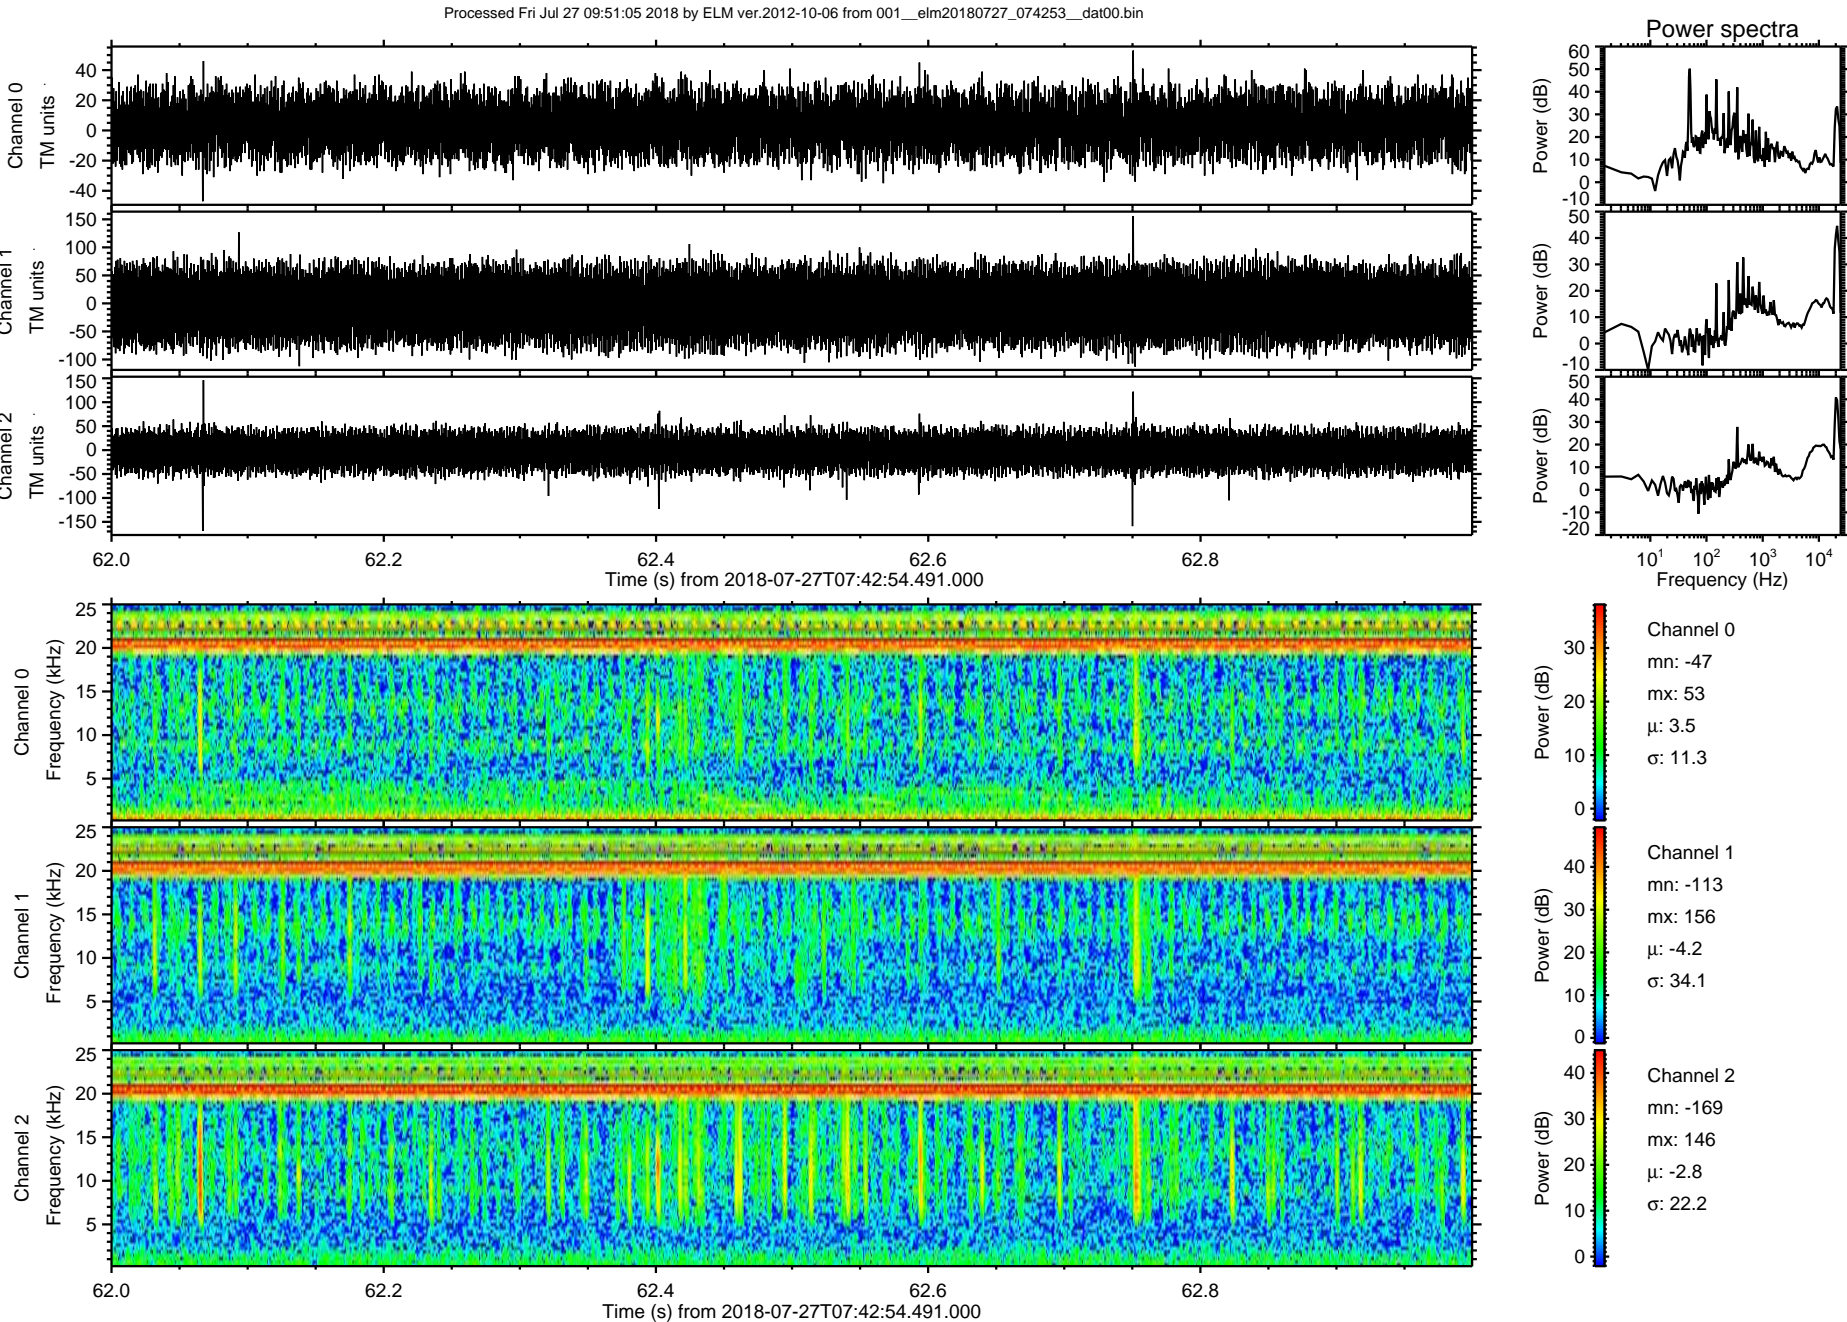 Processed Fri Jul 27 09:51:05 2018 by ELM ver.2012-10-06 from 001__elm20180727_074253__dat00.bin
Power spectra
Channel 0
TM units
40
20
0
-20
-40
Power (dB)
60
50
40
30
20
10
0
-10
Channel 1
TM units
150
100
50
0
-50
-100
Power (dB)
50
40
30
20
10
0
-10
Channel 2
TM units
150
100
50
0
-50
-100
-150
Power (dB)
50
40
30
20
10
0
-10
-20
62.0 62.2 62.4 62.6 62.8
Time (s) from 2018-07-27T07:42:54.491.000
10¹ 10² 10³ 10⁴
Frequency (Hz)
Channel 0
Frequency (kHz)
25
20
15
10
5
Power (dB)
30
20
10
0
Channel 0
mn: -47
mx: 53
μ: 3.5
σ: 11.3
Channel 1
Frequency (kHz)
25
20
15
10
5
Power (dB)
40
30
20
10
0
Channel 1
mn: -113
mx: 156
μ: -4.2
σ: 34.1
Channel 2
Frequency (kHz)
25
20
15
10
5
Power (dB)
40
30
20
10
0
Channel 2
mn: -169
mx: 146
μ: -2.8
σ: 22.2
62.0 62.2 62.4 62.6 62.8
Time (s) from 2018-07-27T07:42:54.491.000